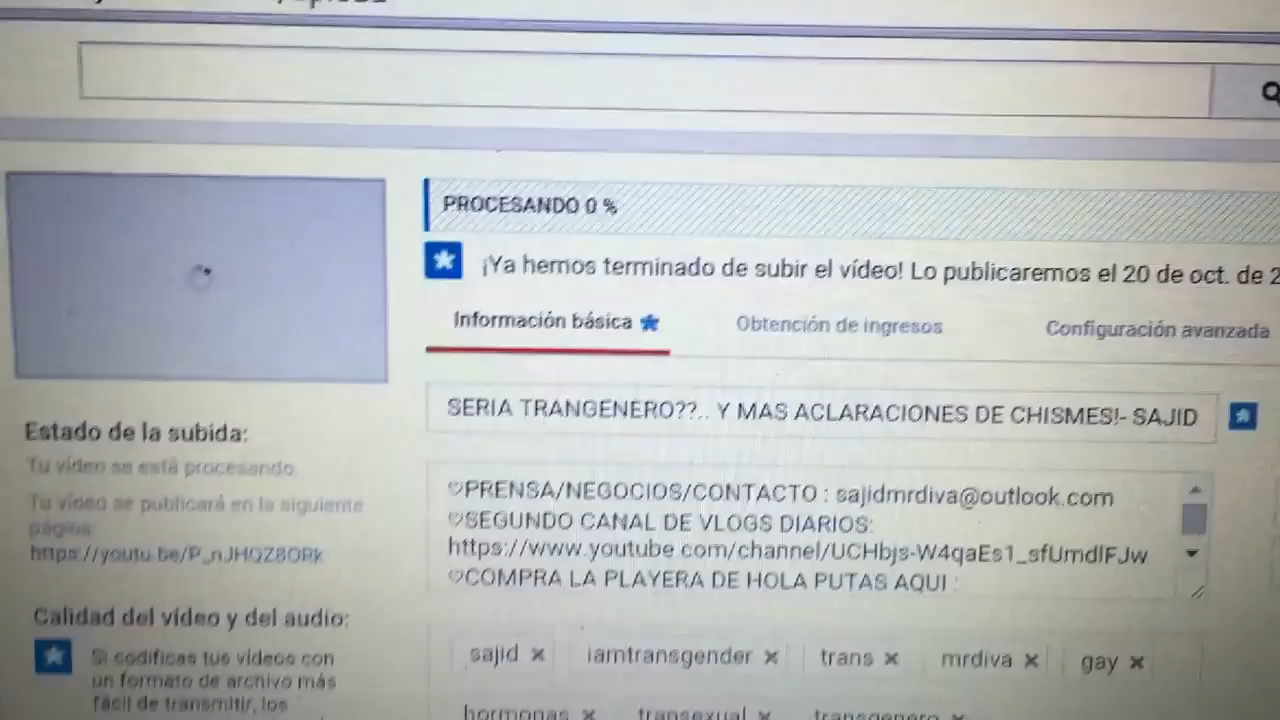 PROCESANDO 0 %
¡Ya hemos terminado de subir el vídeo! Lo publicaremos el 20 de oct. de 2
Información básica
Obtención de ingresos
Configuración avanzada
SERIA TRANGENERO??.. Y MAS ACLARACIONES DE CHISMES!- SAJID
Estado de la subida:
Tu vídeo se está procesando.
Tu vídeo se publicará en la siguiente
página:
https://youtu.be/P_nJHQZ8ORk
♡PRENSA/NEGOCIOS/CONTACTO : sajidmrdiva@outlook.com
♡SEGUNDO CANAL DE VLOGS DIARIOS:
https://www.youtube.com/channel/UCHbjs-W4qaEs1_sfUmdlFJw
♡COMPRA LA PLAYERA DE HOLA PUTAS AQUI :
Calidad del vídeo y del audio:
Si codificas tus vídeos con
un formato de archivo más
fácil de transmitir, los
sajid × iamtransgender × trans × mrdiva × gay ×
hormonas × transexual × transgenero ×